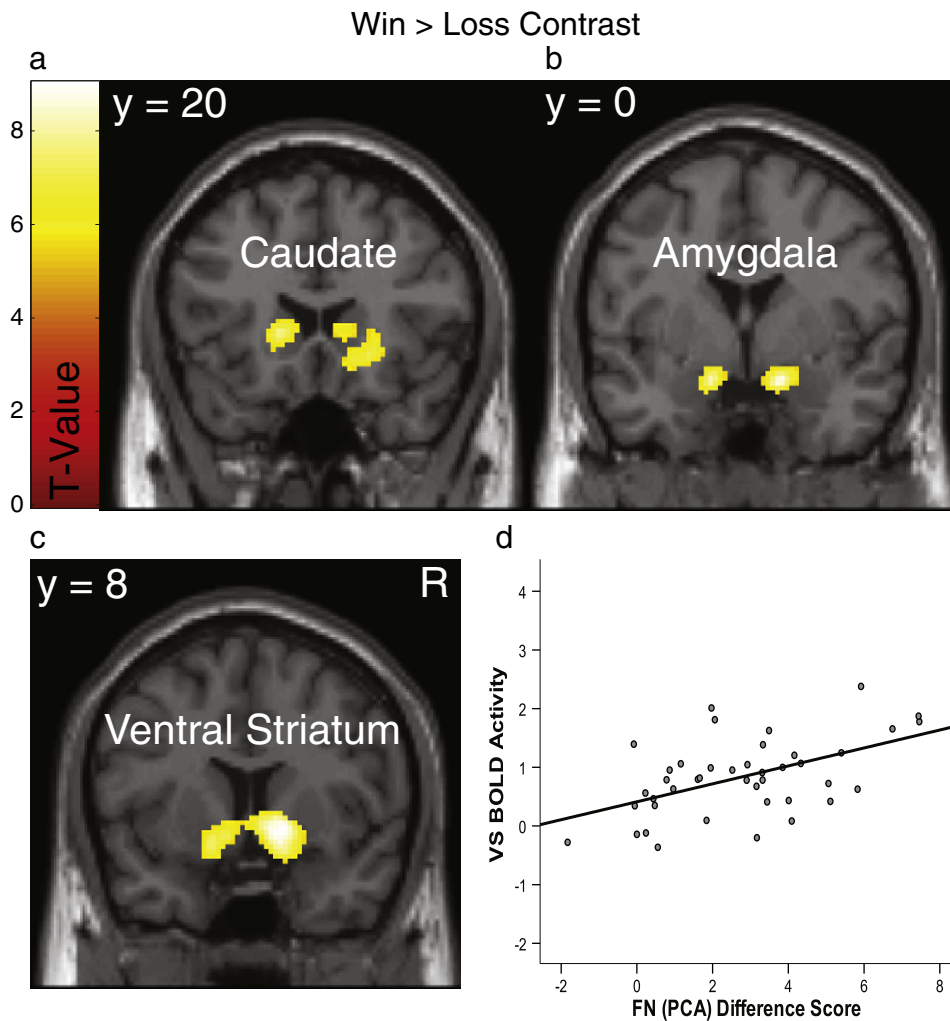 Win > Loss Contrast
a
b
y = 20
y = 0
8
6
4
2
0
T-Value
Caudate
Amygdala
c
d
y = 8
R
Ventral Striatum
4
3
2
1
0
-1
-2
VS BOLD Activity
-2
0
2
4
6
8
FN (PCA) Difference Score